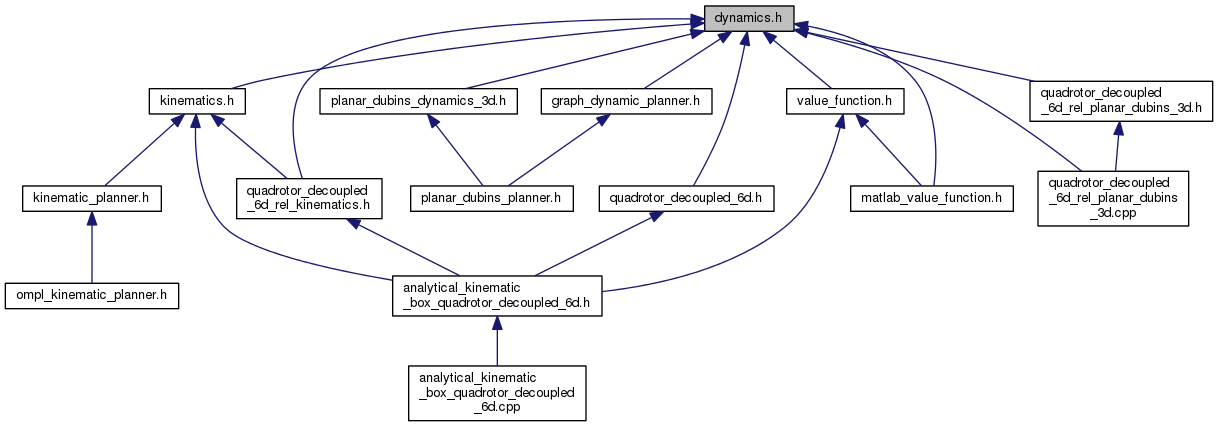 dynamics.h
kinematics.h
planar_dubins_dynamics_3d.h
graph_dynamic_planner.h
value_function.h
quadrotor_decoupled
_6d_rel_planar_dubins_3d.h
kinematic_planner.h
quadrotor_decoupled
_6d_rel_kinematics.h
planar_dubins_planner.h
quadrotor_decoupled_6d.h
matlab_value_function.h
quadrotor_decoupled
_6d_rel_planar_dubins
_3d.cpp
ompl_kinematic_planner.h
analytical_kinematic
_box_quadrotor_decoupled_6d.h
analytical_kinematic
_box_quadrotor_decoupled
_6d.cpp